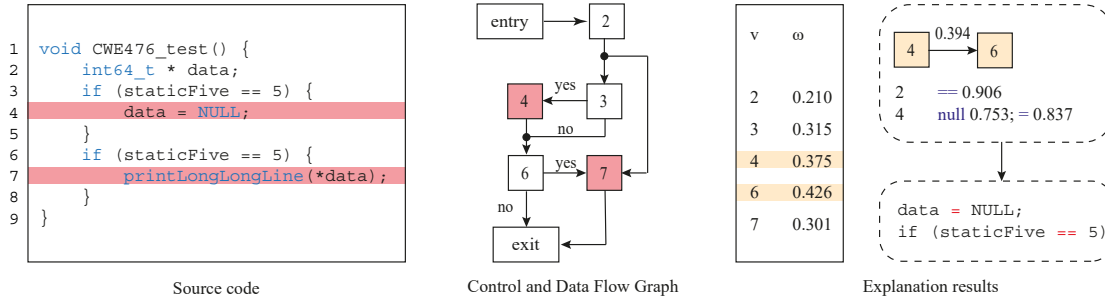 1 void CWE476_test() {
2 int64_t * data;
3 if (staticFive == 5) {
4 data = NULL;
5 }
6 if (staticFive == 5) {
7 printLongLongLine(*data);
8 }
9 }
Source code
entry
2
4
yes
3
no
6
yes
7
no
exit
Control and Data Flow Graph
v ω
2 0.210
3 0.315
4 0.375
6 0.426
7 0.301
4 0.394 6
2 == 0.906
4 null 0.753; = 0.837
data = NULL;
if (staticFive == 5)
Explanation results